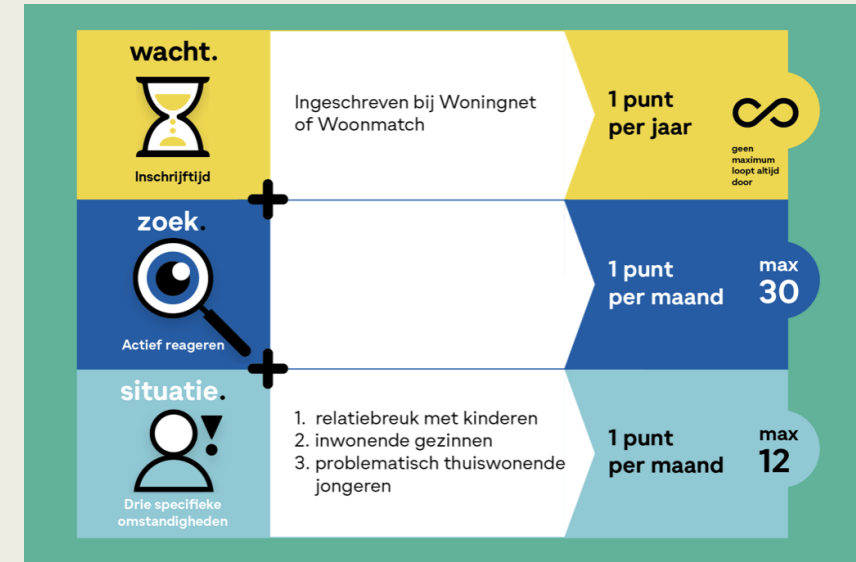 wacht.
Inschrijftijd
Ingeschreven bij Woningnet
of Woonmatch
1 punt
per jaar
geen
maximum
loopt altijd
door
zoek.
Actief reageren
1 punt
per maand
max
30
situatie.
Drie specifieke
omstandigheden
1. relatiebreuk met kinderen
2. inwonende gezinnen
3. problematisch thuiswonende
jongeren
1 punt
per maand
max
12